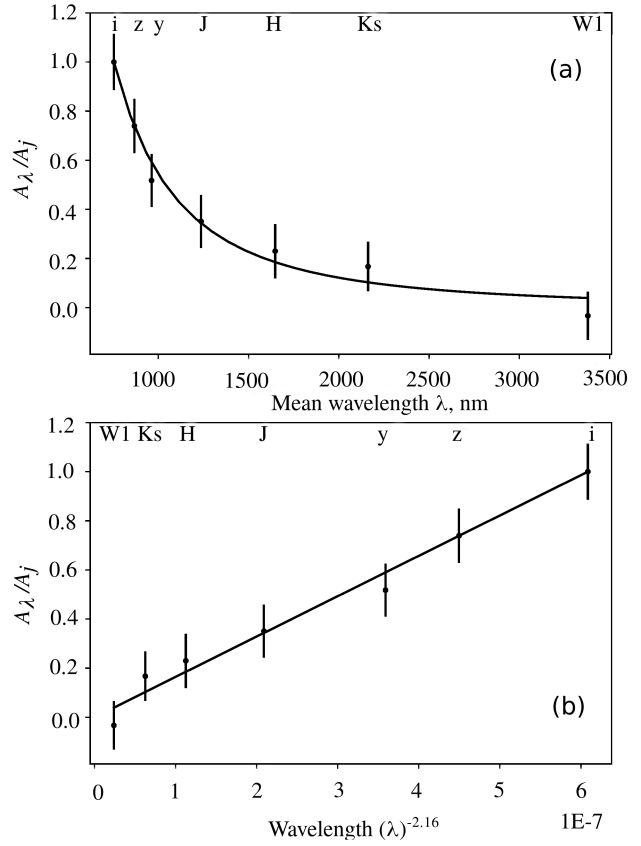 1.2
i z y J H Ks W1
1.0
(a)
0.8
Aλ/Aj
0.6
0.4
0.2
0.0
1000 1500 2000 2500 3000 3500
Mean wavelength λ, nm
1.2
W1 Ks H J y z i
1.0
0.8
Aλ/Aj
0.6
0.4
0.2
(b)
0.0
0 1 2 3 4 5 6
Wavelength (λ)-2.16 1E-7